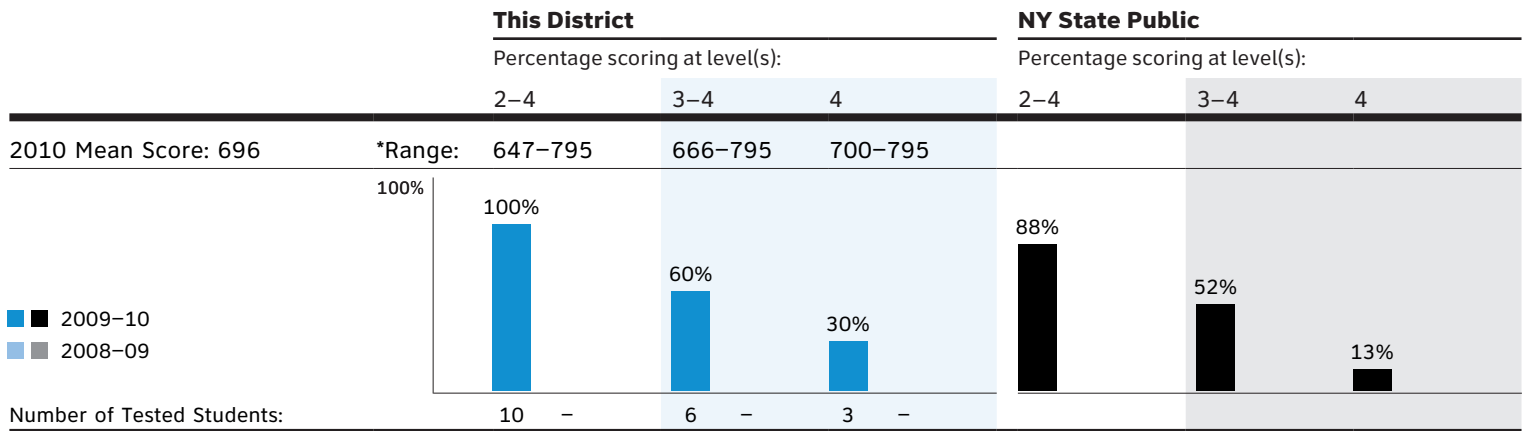 This District NY State Public
Percentage scoring at level(s): Percentage scoring at level(s):
2–4 3–4 4 2–4 3–4 4
2010 Mean Score: 696 *Range: 647–795 666–795 700–795
100%
100%
88%
60%
52%
30%
13%
2009–10
2008–09
Number of Tested Students: 10 – 6 – 3 –